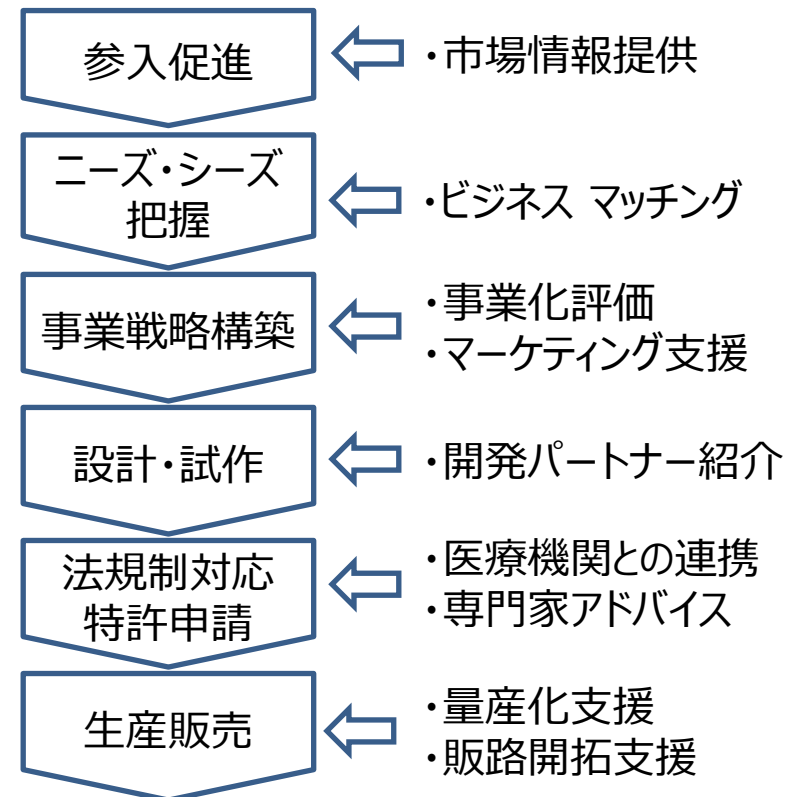 参入促進
・市場情報提供
ニーズ・シーズ
把握
・ビジネス マッチング
事業戦略構築
・事業化評価
・マーケティング支援
設計・試作
・開発パートナー紹介
法規制対応
特許申請
・医療機関との連携
・専門家アドバイス
生産販売
・量産化支援
・販路開拓支援